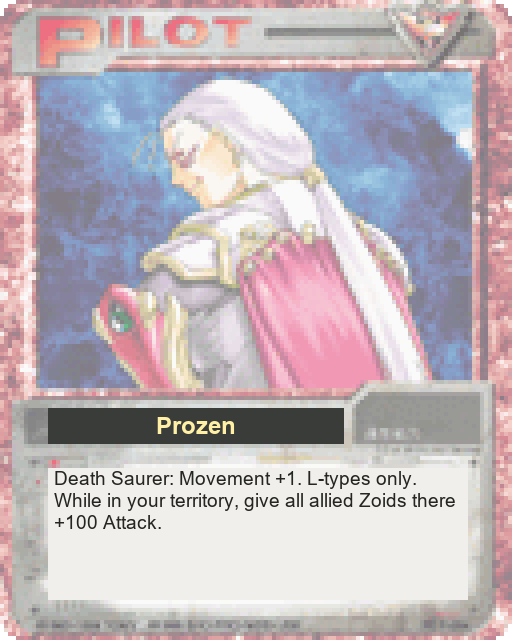 PILOT
Prozen
Death Saurer: Movement +1. L-types only.
While in your territory, give all allied Zoids there
+100 Attack.